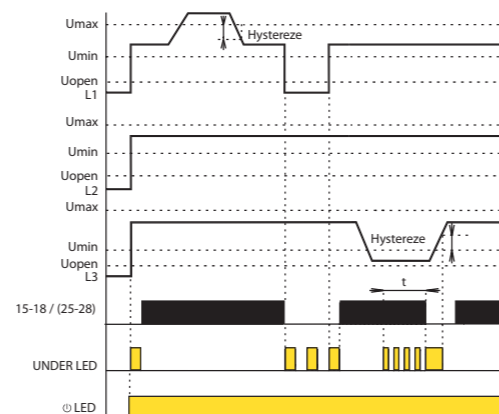 Umax
Hystereze
Umin
Uopen
L1
Umax
Umin
Uopen
L2
Umax
Hystereze
Umin
Uopen
L3
t
15-18 / (25-28)
UNDER LED
LED